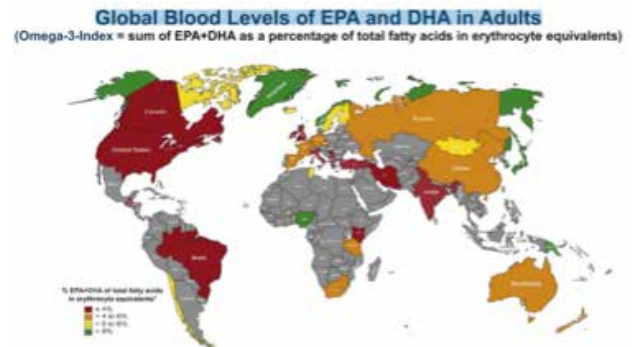 Global Blood Levels of EPA and DHA in Adults
(Omega-3-Index = sum of EPA+DHA as a percentage of total fatty acids in erythrocyte equivalents)
Canada
Russia
United States
China
India
Brazil
Australia
% EPA+DHA of total fatty acids
in erythrocyte equivalents